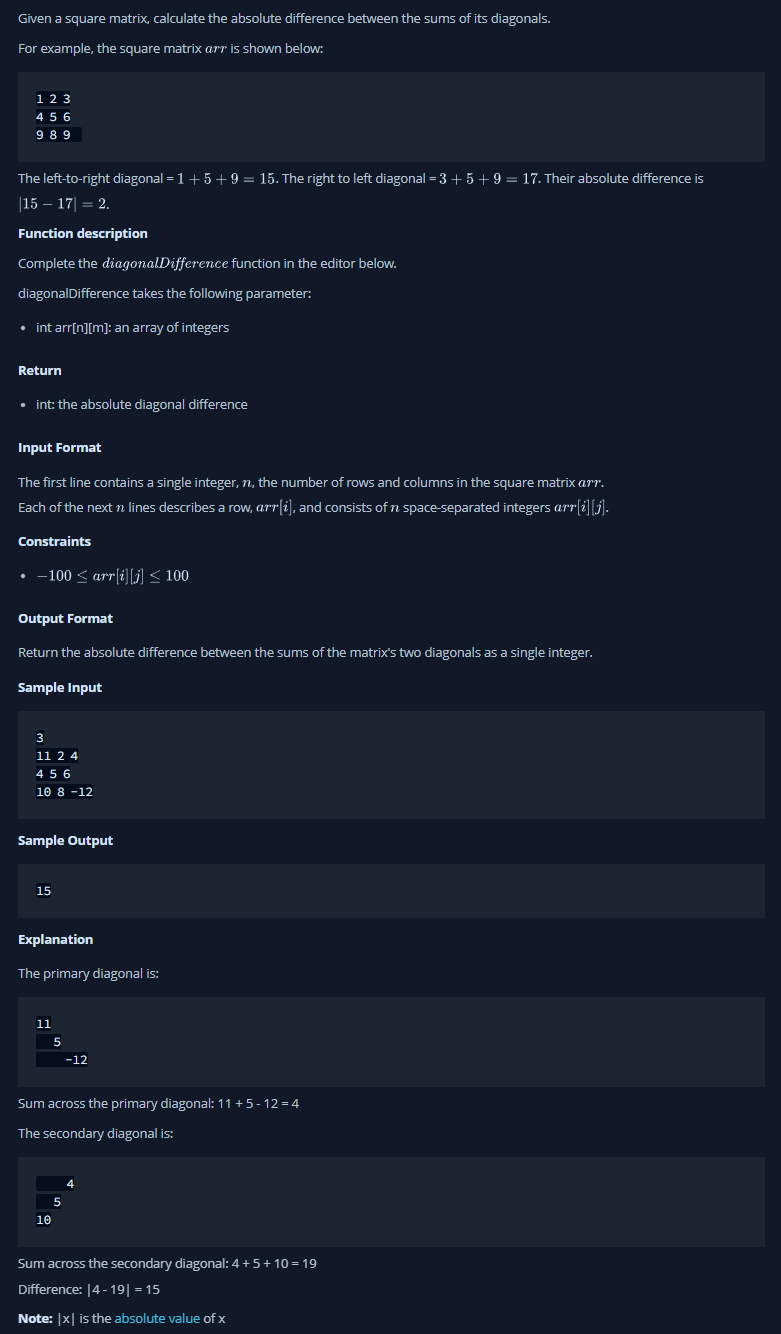 Given a square matrix, calculate the absolute difference between the sums of its diagonals.
For example, the square matrix arr is shown below:
1 2 3
4 5 6
9 8 9
The left-to-right diagonal = 1 + 5 + 9 = 15. The right to left diagonal = 3 + 5 + 9 = 17. Their absolute difference is
|15 − 17| = 2.
Function description
Complete the diagonalDifference function in the editor below.
diagonalDifference takes the following parameter:
• int arr[n][m]: an array of integers
Return
• int: the absolute diagonal difference
Input Format
The first line contains a single integer, n, the number of rows and columns in the square matrix arr.
Each of the next n lines describes a row, arr[i], and consists of n space-separated integers arr[i][j].
Constraints
• −100 ≤ arr[i][j] ≤ 100
Output Format
Return the absolute difference between the sums of the matrix's two diagonals as a single integer.
Sample Input
3
11 2 4
4 5 6
10 8 -12
Sample Output
15
Explanation
The primary diagonal is:
11
5
-12
Sum across the primary diagonal: 11 + 5 - 12 = 4
The secondary diagonal is:
4
5
10
Sum across the secondary diagonal: 4 + 5 + 10 = 19
Difference: |4 - 19| = 15
Note: |x| is the absolute value of x